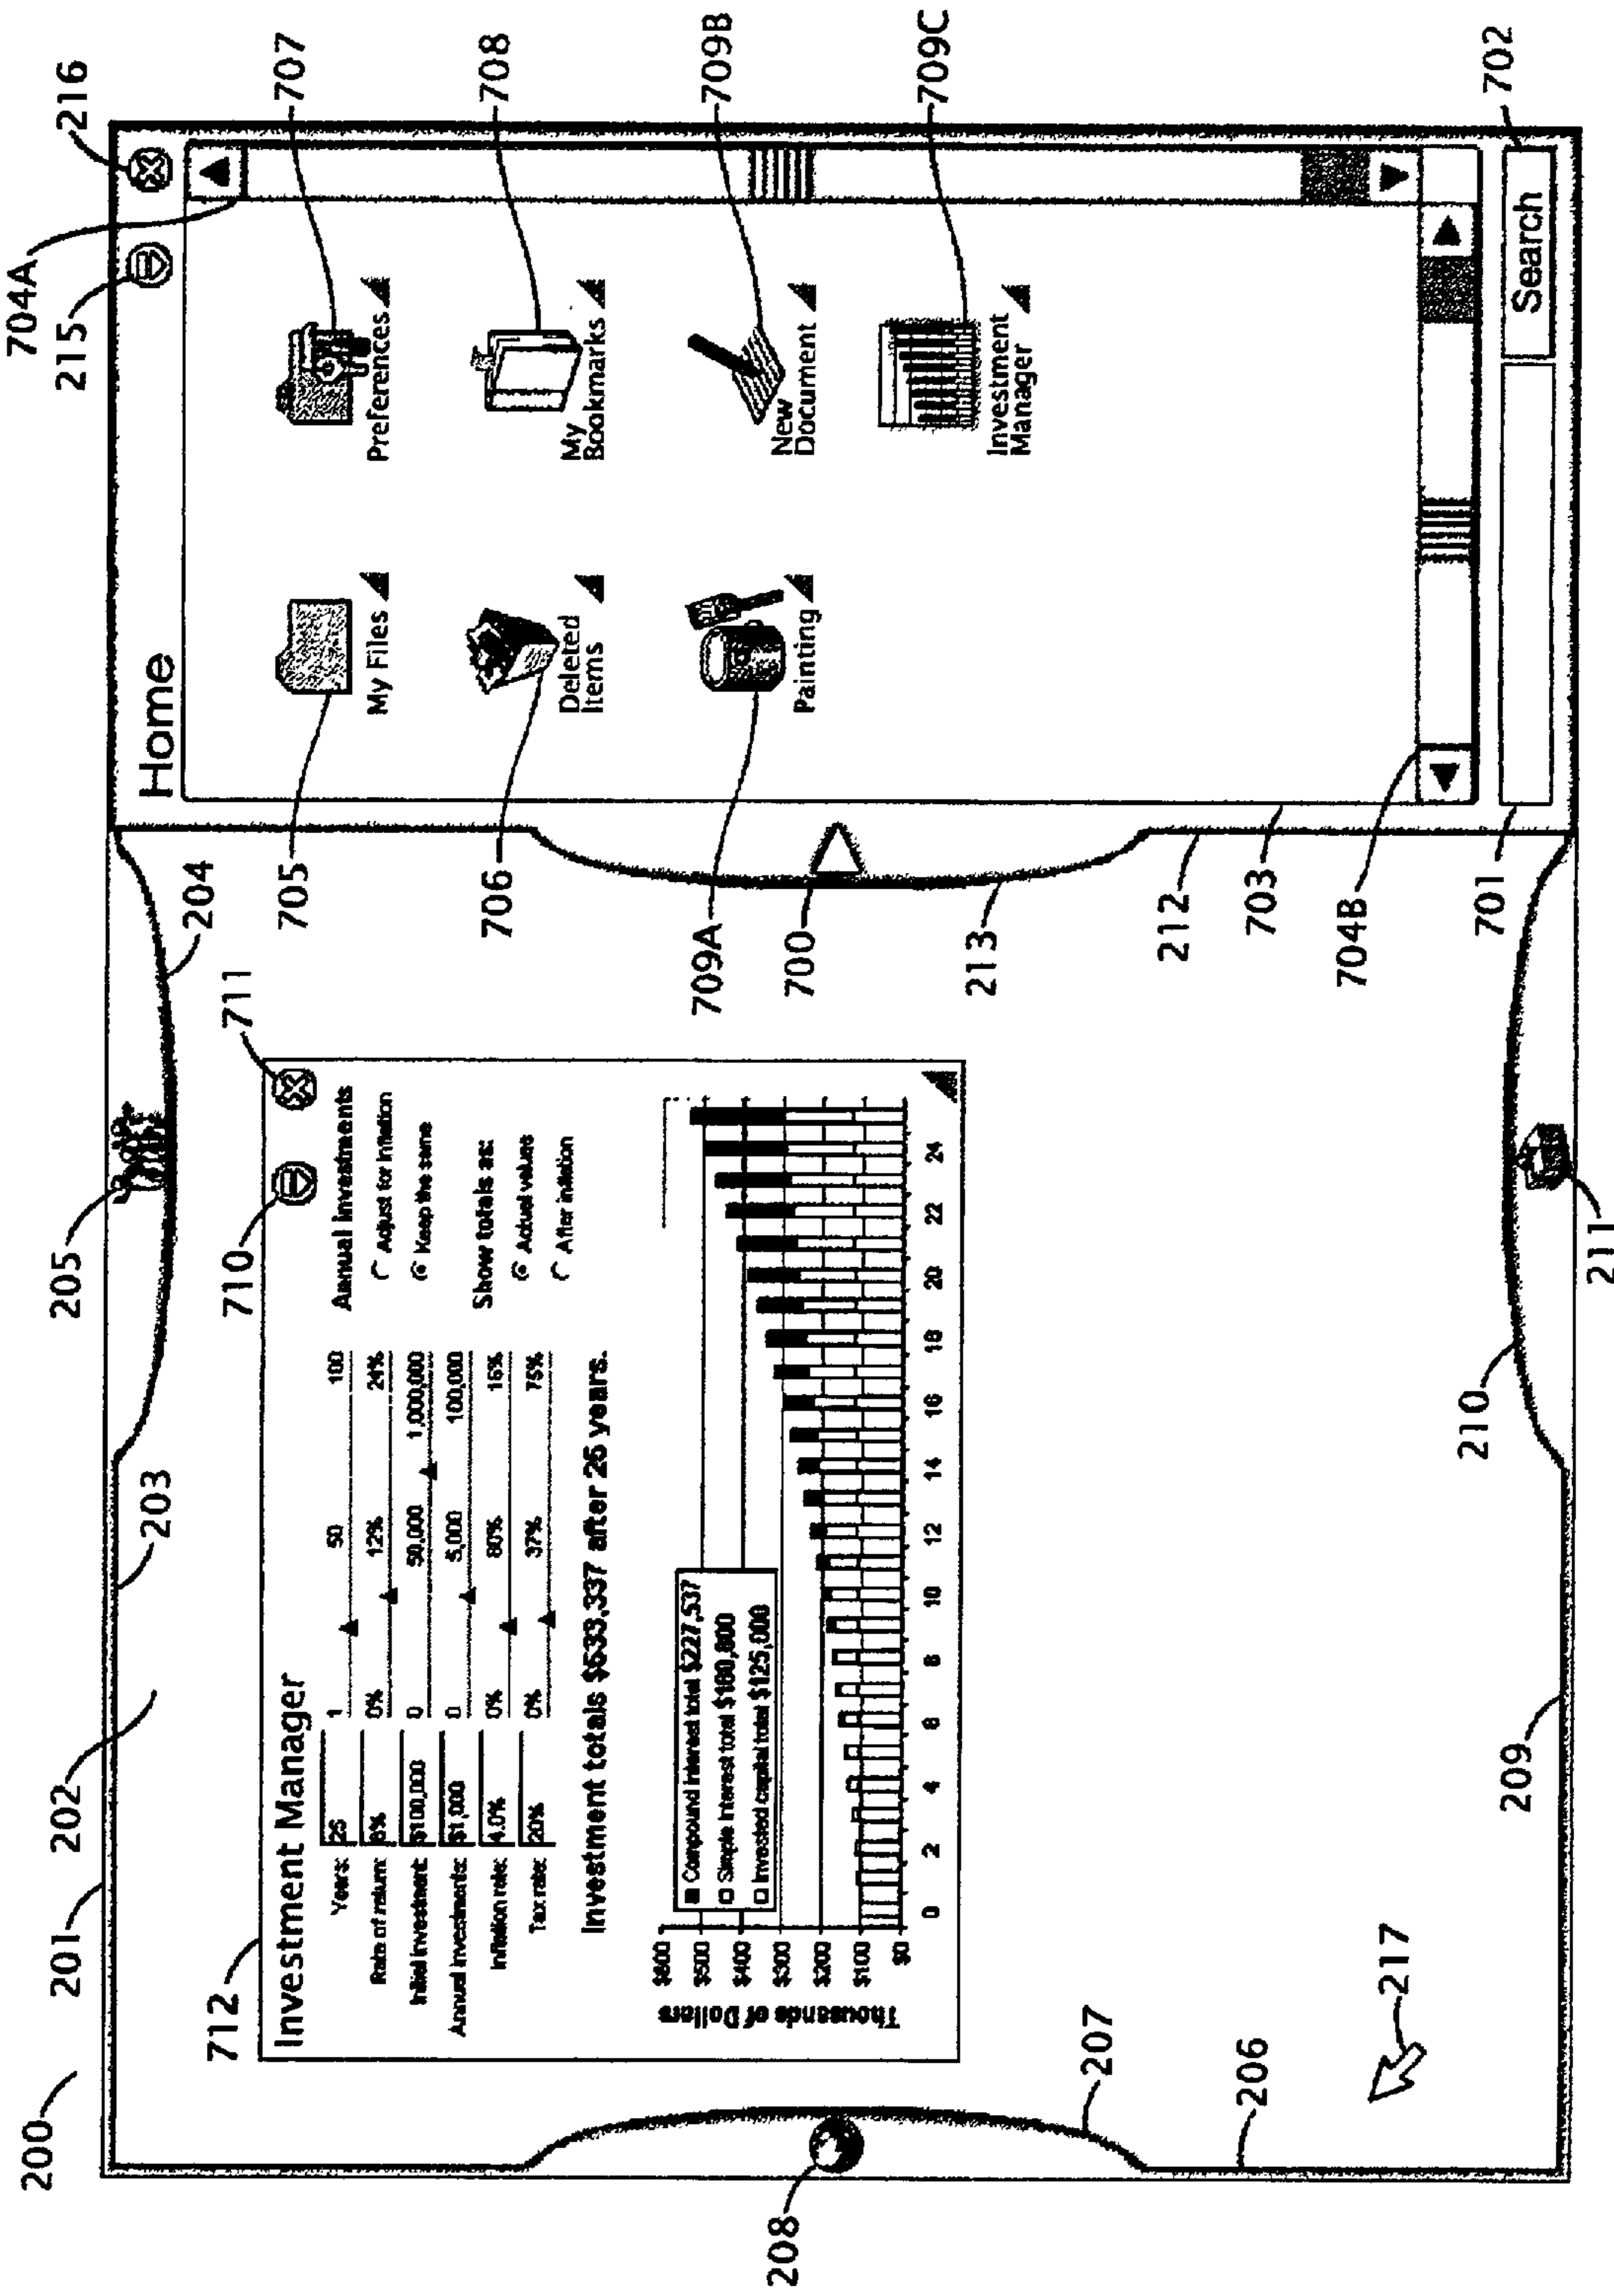 200
201
202
203
205
204
704A
215
216
Home
712
Investment Manager
710
711
Years:
25
1
50
100
Annual investments
Rate of return:
8%
0%
12%
24%
Adjust for inflation
Initial investment:
$100,000
0
50,000
1,000,000
Keep the same
Annual investments:
$1,000
0
5,000
100,000
Show totals as:
Inflation rate:
4.0%
0%
80%
16%
Actual values
Tax rate:
20%
0%
37%
75%
After inflation
Investment totals $533,337 after 25 years.
Thousands of Dollars
$600
$500
$400
$300
$200
$100
$0
Compound interest total $227,537
Simple interest total $180,800
Invested capital total $125,000
0 2 4 6 8 10 12 14 16 18 20 22 24
705
My Files
707
Preferences
706
Deleted
Items
708
My
Bookmarks
709A
Painting
709B
New
Document
709C
Investment
Manager
700
213
212
703
704B
701
Search
702
208
207
206
217
209
210
211